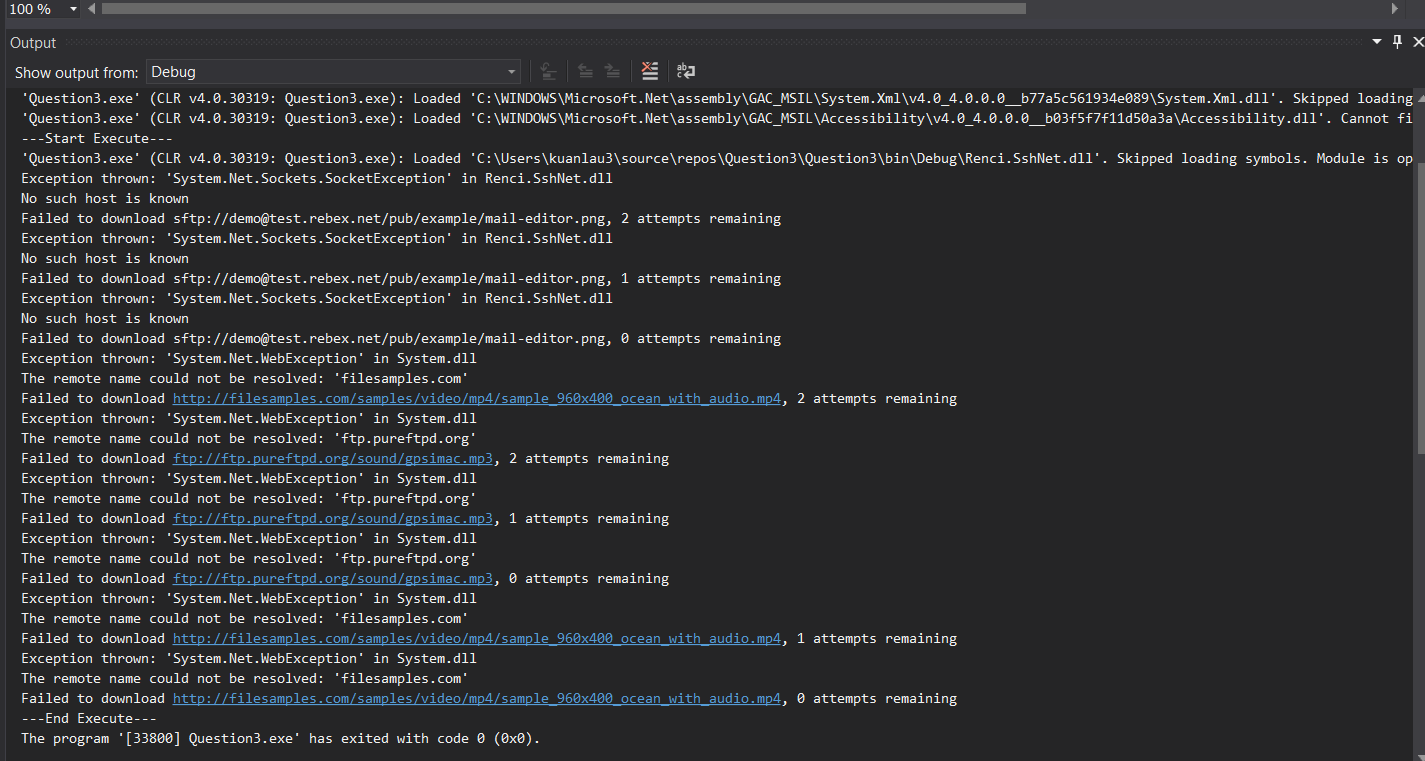 100 %
Output
Show output from: Debug
'Question3.exe' (CLR v4.0.30319: Question3.exe): Loaded 'C:\WINDOWS\Microsoft.Net\assembly\GAC_MSIL\System.Xml\v4.0_4.0.0.0__b77a5c561934e089\System.Xml.dll'. Skipped loading
'Question3.exe' (CLR v4.0.30319: Question3.exe): Loaded 'C:\WINDOWS\Microsoft.Net\assembly\GAC_MSIL\Accessibility\v4.0_4.0.0.0__b03f5f7f11d50a3a\Accessibility.dll'. Cannot fi
---Start Execute---
'Question3.exe' (CLR v4.0.30319: Question3.exe): Loaded 'C:\Users\kuanlau3\source\repos\Question3\Question3\bin\Debug\Renci.SshNet.dll'. Skipped loading symbols. Module is op
Exception thrown: 'System.Net.Sockets.SocketException' in Renci.SshNet.dll
No such host is known
Failed to download sftp://demo@test.rebex.net/pub/example/mail-editor.png, 2 attempts remaining
Exception thrown: 'System.Net.Sockets.SocketException' in Renci.SshNet.dll
No such host is known
Failed to download sftp://demo@test.rebex.net/pub/example/mail-editor.png, 1 attempts remaining
Exception thrown: 'System.Net.Sockets.SocketException' in Renci.SshNet.dll
No such host is known
Failed to download sftp://demo@test.rebex.net/pub/example/mail-editor.png, 0 attempts remaining
Exception thrown: 'System.Net.WebException' in System.dll
The remote name could not be resolved: 'filesamples.com'
Failed to download http://filesamples.com/samples/video/mp4/sample_960x400_ocean_with_audio.mp4, 2 attempts remaining
Exception thrown: 'System.Net.WebException' in System.dll
The remote name could not be resolved: 'ftp.pureftpd.org'
Failed to download ftp://ftp.pureftpd.org/sound/gpsimac.mp3, 2 attempts remaining
Exception thrown: 'System.Net.WebException' in System.dll
The remote name could not be resolved: 'ftp.pureftpd.org'
Failed to download ftp://ftp.pureftpd.org/sound/gpsimac.mp3, 1 attempts remaining
Exception thrown: 'System.Net.WebException' in System.dll
The remote name could not be resolved: 'ftp.pureftpd.org'
Failed to download ftp://ftp.pureftpd.org/sound/gpsimac.mp3, 0 attempts remaining
Exception thrown: 'System.Net.WebException' in System.dll
The remote name could not be resolved: 'filesamples.com'
Failed to download http://filesamples.com/samples/video/mp4/sample_960x400_ocean_with_audio.mp4, 1 attempts remaining
Exception thrown: 'System.Net.WebException' in System.dll
The remote name could not be resolved: 'filesamples.com'
Failed to download http://filesamples.com/samples/video/mp4/sample_960x400_ocean_with_audio.mp4, 0 attempts remaining
---End Execute---
The program '[33800] Question3.exe' has exited with code 0 (0x0).